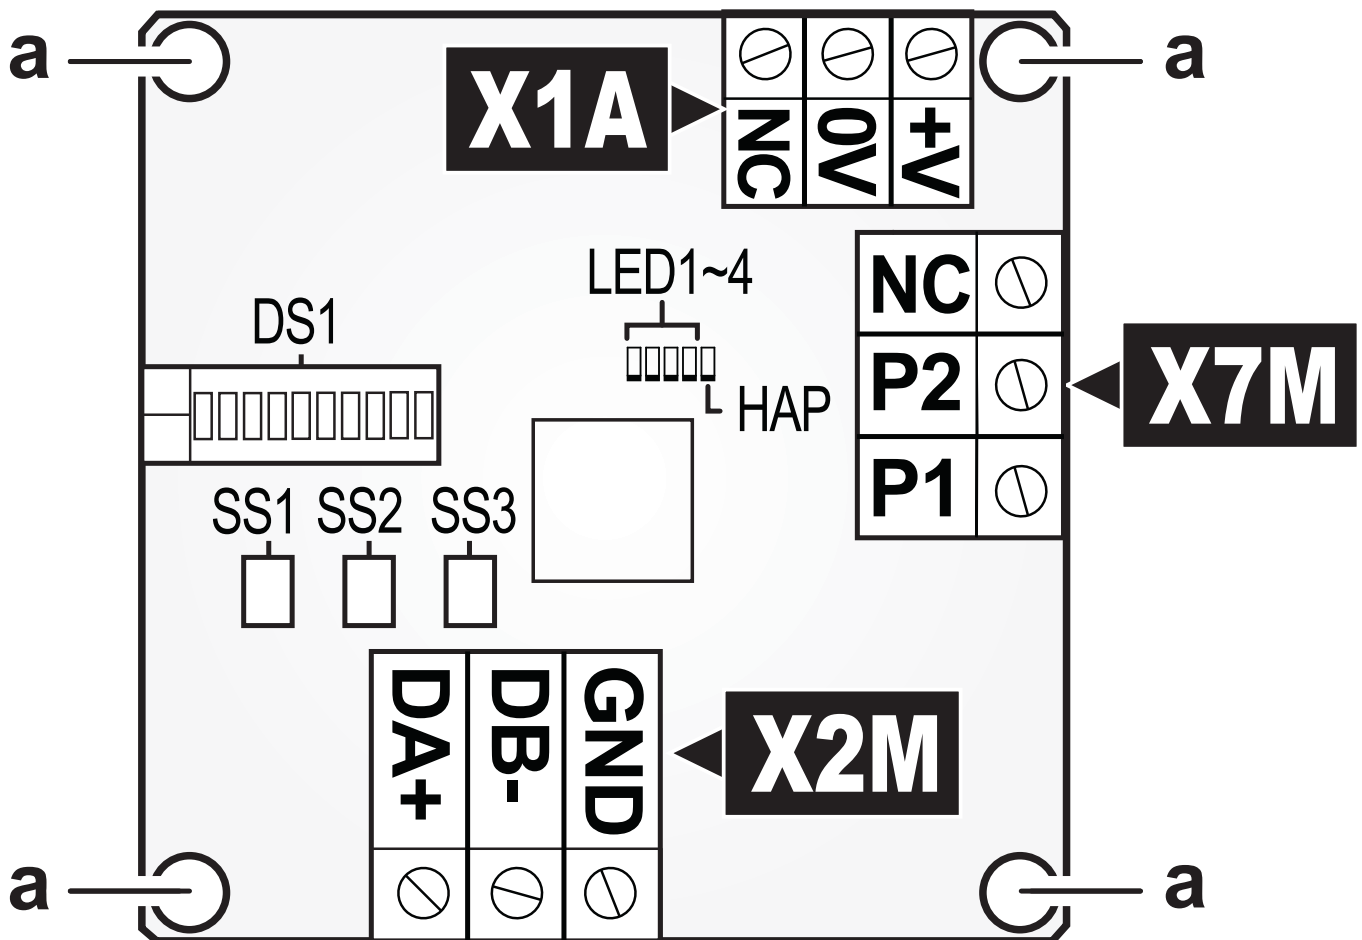 a
a
X1A
NC
0V
+V
LED1~4
NC
DS1
P2
X7M
HAP
P1
SS1 SS2 SS3
DA+
DB-
GND
X2M
a
a